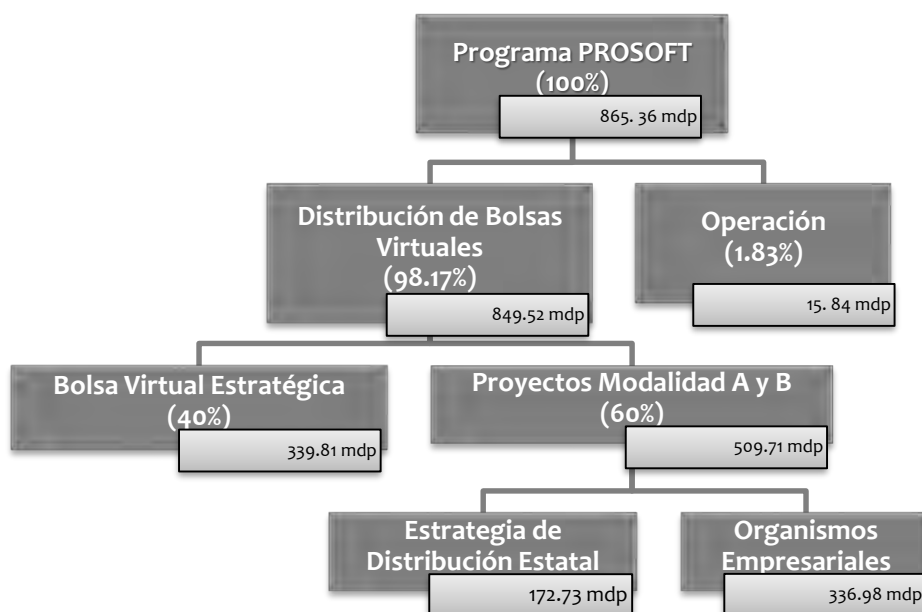 Programa PROSOFT
(100%)
865. 36 mdp
Distribución de Bolsas
Virtuales
(98.17%)
849.52 mdp
Operación
(1.83%)
15. 84 mdp
Bolsa Virtual Estratégica
(40%)
339.81 mdp
Proyectos Modalidad A y B
(60%)
509.71 mdp
Estrategia de
Distribución Estatal
172.73 mdp
Organismos
Empresariales
336.98 mdp